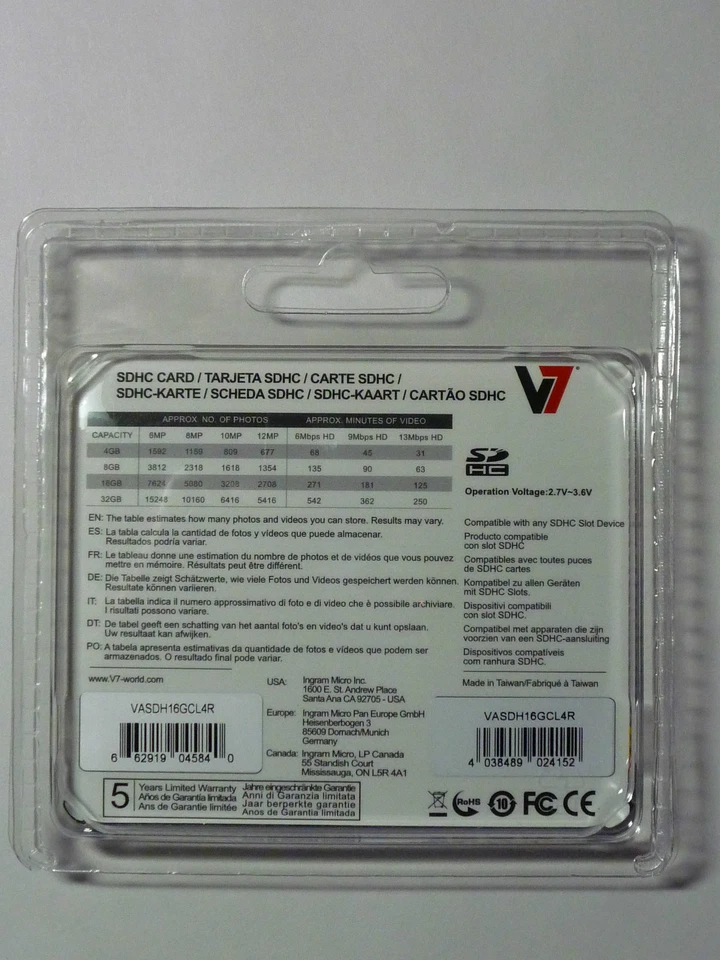 SDHC CARD / TARJETA SDHC / CARTE SDHC /
SDHC-KARTE / SCHEDA SDHC / SDHC-KAART / CARTÃO SDHC
V7
APPROX. NO. OF PHOTOS APPROX. MINUTES OF VIDEO
CAPACITY 6MP 8MP 10MP 12MP 6Mbps HD 9Mbps HD 13Mbps HD
4GB 1592 1159 809 677 68 45 31
8GB 3812 2318 1618 1354 135 90 63
16GB 7624 5080 3208 2708 271 181 125
32GB 15248 10160 6416 5416 542 362 250
SD
HC
Operation Voltage:2.7V~3.6V
EN: The table estimates how many photos and videos you can store. Results may vary.
ES: La tabla calcula la cantidad de fotos y vídeos que puede almacenar.
Resultados podría variar.
FR: Le tableau donne une estimation du nombre de photos et de vidéos que vous pouvez
mettre en mémoire. Résultats peut être différent.
DE: Die Tabelle zeigt Schätzwerte, wie viele Fotos und Videos gespeichert werden können.
Resultate können variieren.
IT: La tabella indica il numero approssimativo di foto e di video che è possibile archiviare.
I risultati possono variare.
DT: De tabel geeft een schatting van het aantal foto's en video's dat u kunt opslaan.
Uw resultaat kan afwijken.
PO: A tabela apresenta estimativas da quantidade de fotos e vídeos que podem ser
armazenados. O resultado final pode variar.
Compatible with any SDHC Slot Device
Producto compatible
con slot SDHC
Compatibles avec toutes puces
de SDHC cartes
Kompatibel zu allen Geräten
mit SDHC Slots.
Dispositivi compatibili
con slot SDHC.
Compatibel met apparaten die zijn
voorzien van een SDHC-aansluiting
Dispositivos compatíveis
com ranhura SDHC.
www.V7-world.com
USA: Ingram Micro Inc.
1600 E. St. Andrew Place
Santa Ana CA 92705 - USA
Europe: Ingram Micro Pan Europe GmbH
Heisenbergbogen 3
85609 Dornach/Munich
Germany
Canada: Ingram Micro, LP Canada
55 Standish Court
Mississauga, ON L5R 4A1
Made in Taiwan/Fabriqué à Taiwan
VASDH16GCL4R
6 62919 04584 0
VASDH16GCL4R
4 038489 024152
5 Years Limited Warranty
Años de Garantía limitada
Ans de Garantie limitée
Jahre eingeschränkte Garantie
Anni di Garanzia limitata
Jaar berperkte garantie
Anos de Garantia limitada
RoHS 10 FC CE